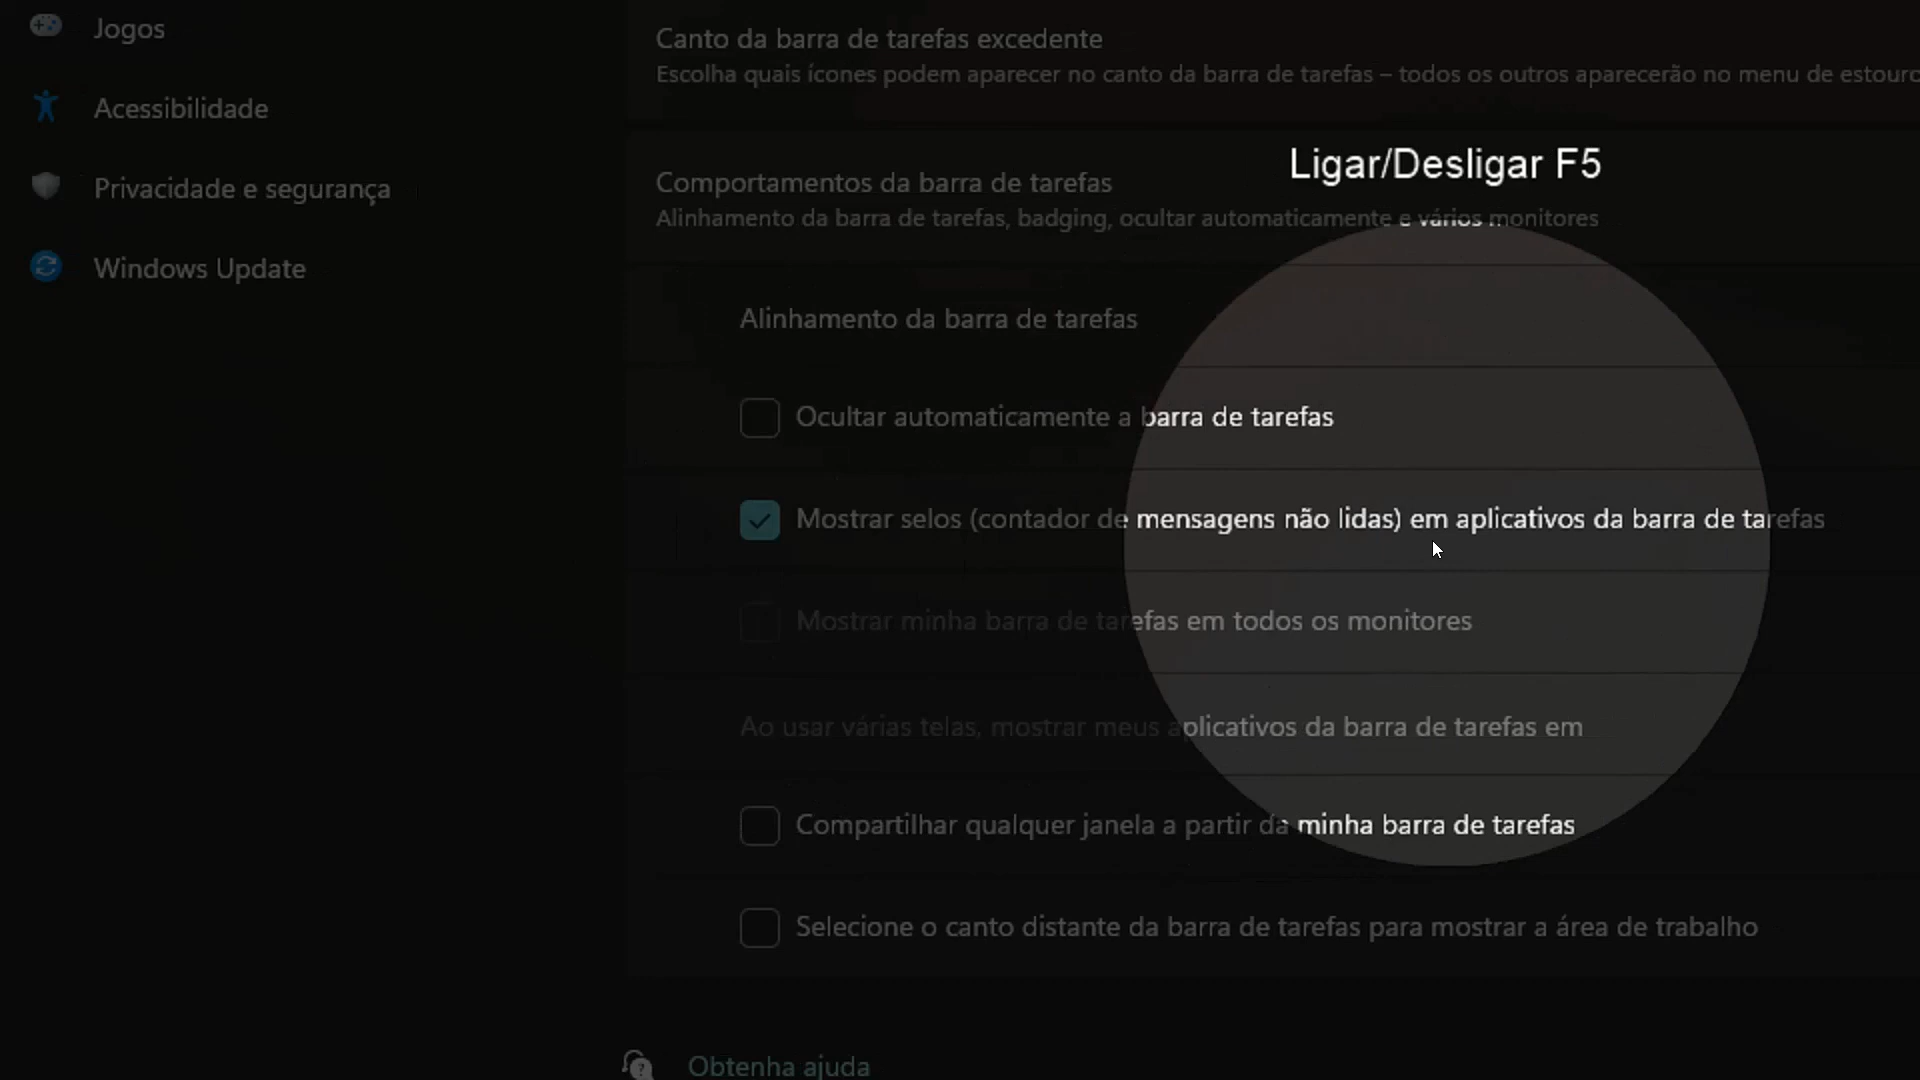 Jogos
Acessibilidade
Privacidade e segurança
Windows Update
Canto da barra de tarefas excedente
Escolha quais ícones podem aparecer no canto da barra de tarefas – todos os outros aparecerão no menu de estouro
Ligar/Desligar F5
Comportamentos da barra de tarefas
Alinhamento da barra de tarefas, badging, ocultar automaticamente e vários monitores
Alinhamento da barra de tarefas
Ocultar automaticamente a barra de tarefas
Mostrar selos (contador de mensagens não lidas) em aplicativos da barra de tarefas
Mostrar minha barra de tarefas em todos os monitores
Ao usar várias telas, mostrar meus aplicativos da barra de tarefas em
Compartilhar qualquer janela a partir da minha barra de tarefas
Selecione o canto distante da barra de tarefas para mostrar a área de trabalho
Obtenha ajuda